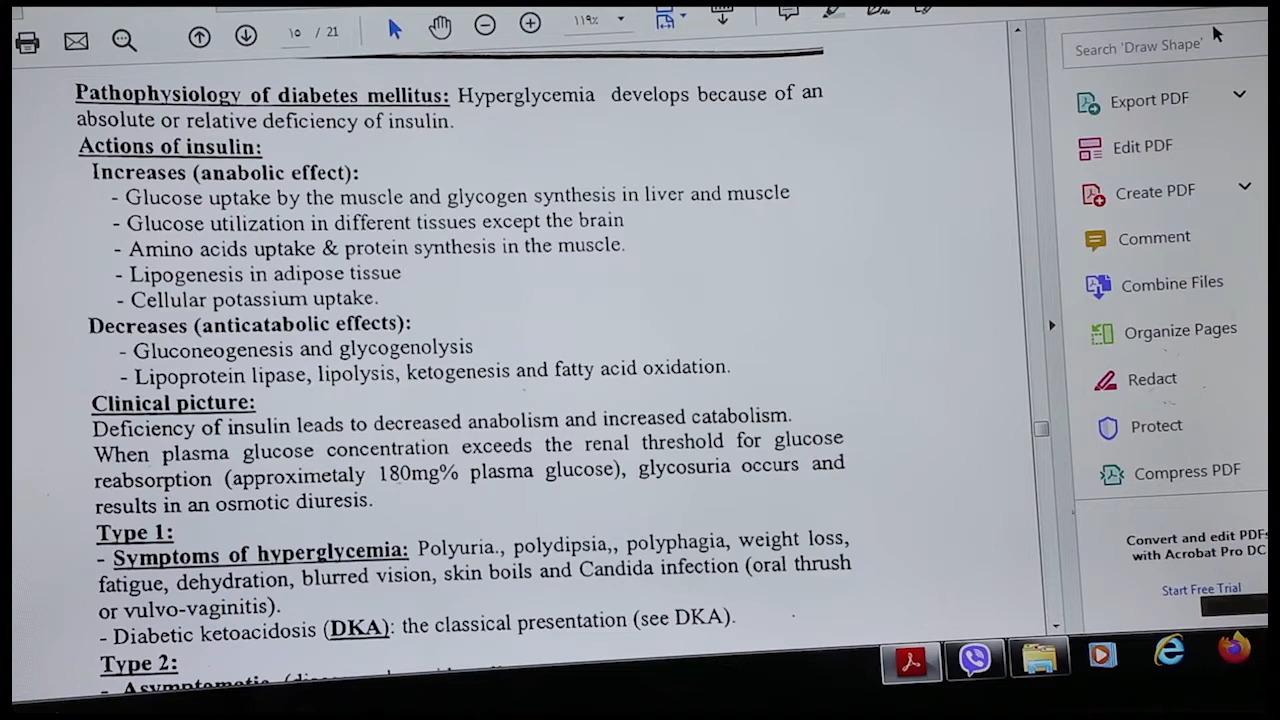 ١٥ / 21
١١٩%
Search 'Draw Shape'
Export PDF
Edit PDF
Create PDF
Comment
Combine Files
Organize Pages
Redact
Protect
Compress PDF
Convert and edit PDFs
with Acrobat Pro DC
Start Free Trial
Pathophysiology of diabetes mellitus: Hyperglycemia develops because of an
absolute or relative deficiency of insulin.
Actions of insulin:
Increases (anabolic effect):
- Glucose uptake by the muscle and glycogen synthesis in liver and muscle
- Glucose utilization in different tissues except the brain
- Amino acids uptake & protein synthesis in the muscle.
- Lipogenesis in adipose tissue
- Cellular potassium uptake.
Decreases (anticatabolic effects):
- Gluconeogenesis and glycogenolysis
- Lipoprotein lipase, lipolysis, ketogenesis and fatty acid oxidation.
Clinical picture:
Deficiency of insulin leads to decreased anabolism and increased catabolism.
When plasma glucose concentration exceeds the renal threshold for glucose
reabsorption (approximetaly 180mg% plasma glucose), glycosuria occurs and
results in an osmotic diuresis.
Type 1:
- Symptoms of hyperglycemia: Polyuria., polydipsia,, polyphagia, weight loss,
fatigue, dehydration, blurred vision, skin boils and Candida infection (oral thrush
or vulvo-vaginitis).
- Diabetic ketoacidosis (DKA): the classical presentation (see DKA).
Type 2:
- Asymptomatic